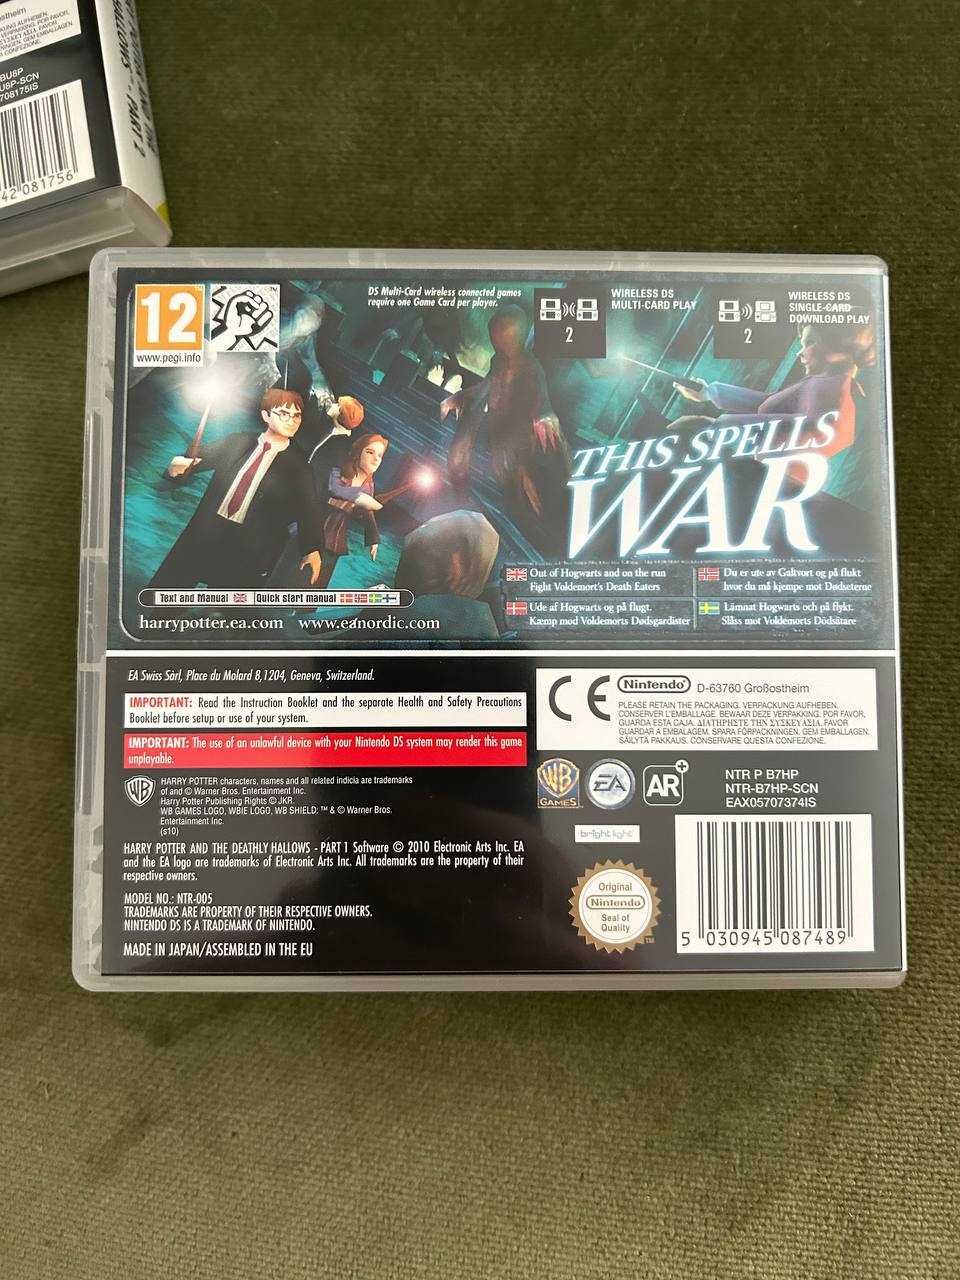 BU8P
U8P-SCN
708175IS
42 081756
12
www.pegi.info
DS Multi-Card wireless connected games
require one Game Card per player.
2
WIRELESS DS
MULTI-CARD PLAY
2
WIRELESS DS
SINGLE-CARD
DOWNLOAD PLAY
THIS SPELLS
WAR
Out of Hogwarts and on the run
Fight Voldemort's Death Eaters
Du er ute av Galtvort og på flukt
hvor du må kjempe mot Dødseterne
Ude af Hogwarts og på flugt.
Kæmp mod Voldemorts Dødsgardister
Lämnat Hogwarts och på flykt.
Slåss mot Voldemorts Dödsätare
Text and Manual Quick start manual
harrypotter.ea.com www.eanordic.com
EA Swiss Sàrl, Place du Molard 8,1204, Geneva, Switzerland.
IMPORTANT: Read the Instruction Booklet and the separate Health and Safety Precautions
Booklet before setup or use of your system.
IMPORTANT: The use of an unlawful device with your Nintendo DS system may render this game
unplayable.
WB
HARRY POTTER characters, names and all related indicia are trademarks
of and © Warner Bros. Entertainment Inc.
Harry Potter Publishing Rights © JKR.
WB GAMES LOGO, WBIE LOGO, WB SHIELD: ™ & © Warner Bros.
Entertainment Inc.
(s10)
HARRY POTTER AND THE DEATHLY HALLOWS - PART 1 Software © 2010 Electronic Arts Inc. EA
and the EA logo are trademarks of Electronic Arts Inc. All trademarks are the property of their
respective owners.
MODEL NO.: NTR-005
TRADEMARKS ARE PROPERTY OF THEIR RESPECTIVE OWNERS.
NINTENDO DS IS A TRADEMARK OF NINTENDO.
MADE IN JAPAN/ASSEMBLED IN THE EU
CE Nintendo D-63760 Großostheim
PLEASE RETAIN THE PACKAGING. VERPACKUNG AUFHEBEN.
CONSERVER L'EMBALLAGE. BEWAAR DEZE VERPAKKING. POR FAVOR,
GUARDA ESTA CAJA. ΔΙΑΤΗΡΗΣΤΕ ΤΗΝ ΣΥΣΚΕΥΑΣΙΑ. FAVOR
GUARDAR A EMBALAGEM. SPARA FÖRPACKNINGEN. GEM EMBALLAGEN.
SÄILYTÄ PAKKAUS. CONSERVARE QUESTA CONFEZIONE.
WB
GAMES
EA
AR+
NTR P B7HP
NTR-B7HP-SCN
EAX05707374IS
bright light
Original
Nintendo
Seal of
Quality
5 030945 087489